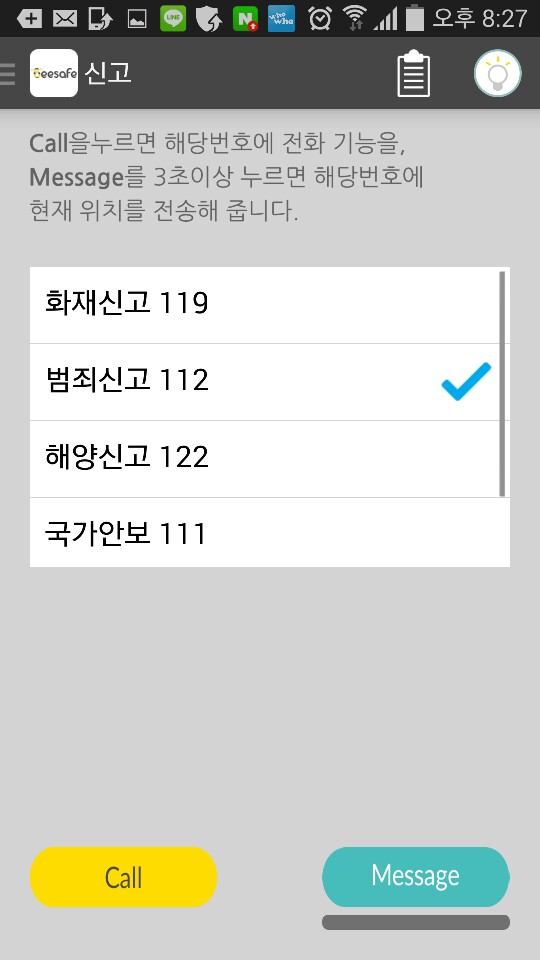 오후 8:27
신고
Call을누르면 해당번호에 전화 기능을,
Message를 3초이상 누르면 해당번호에
현재 위치를 전송해 줍니다.
화재신고 119
범죄신고 112
해양신고 122
국가안보 111
Call
Message